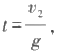 t = v₂/g,